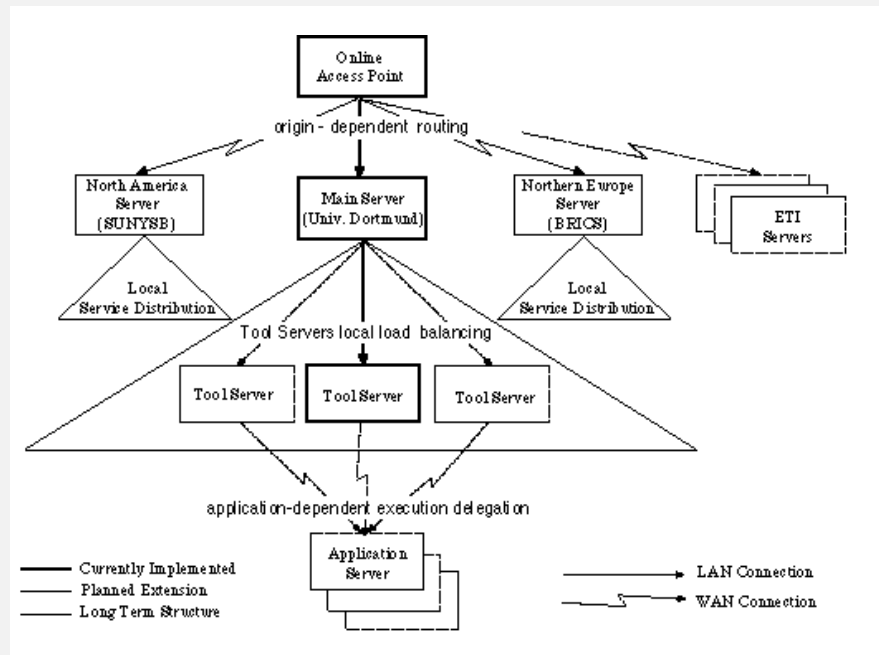 Online
Access Point
origin - dependent routing
North America
Server
(SUNYSB)
Main Server
(Univ. Dortmund)
Northern Europe
Server
(BRICS)
ETI
Servers
Local
Service Distribution
Local
Service Distribution
Tool Servers local load balancing
Tool Server
Tool Server
Tool Server
application-dependent execution delegation
Application
Server
Currently Implemented
Planned Extension
Long Term Structure
LAN Connection
WAN Connection